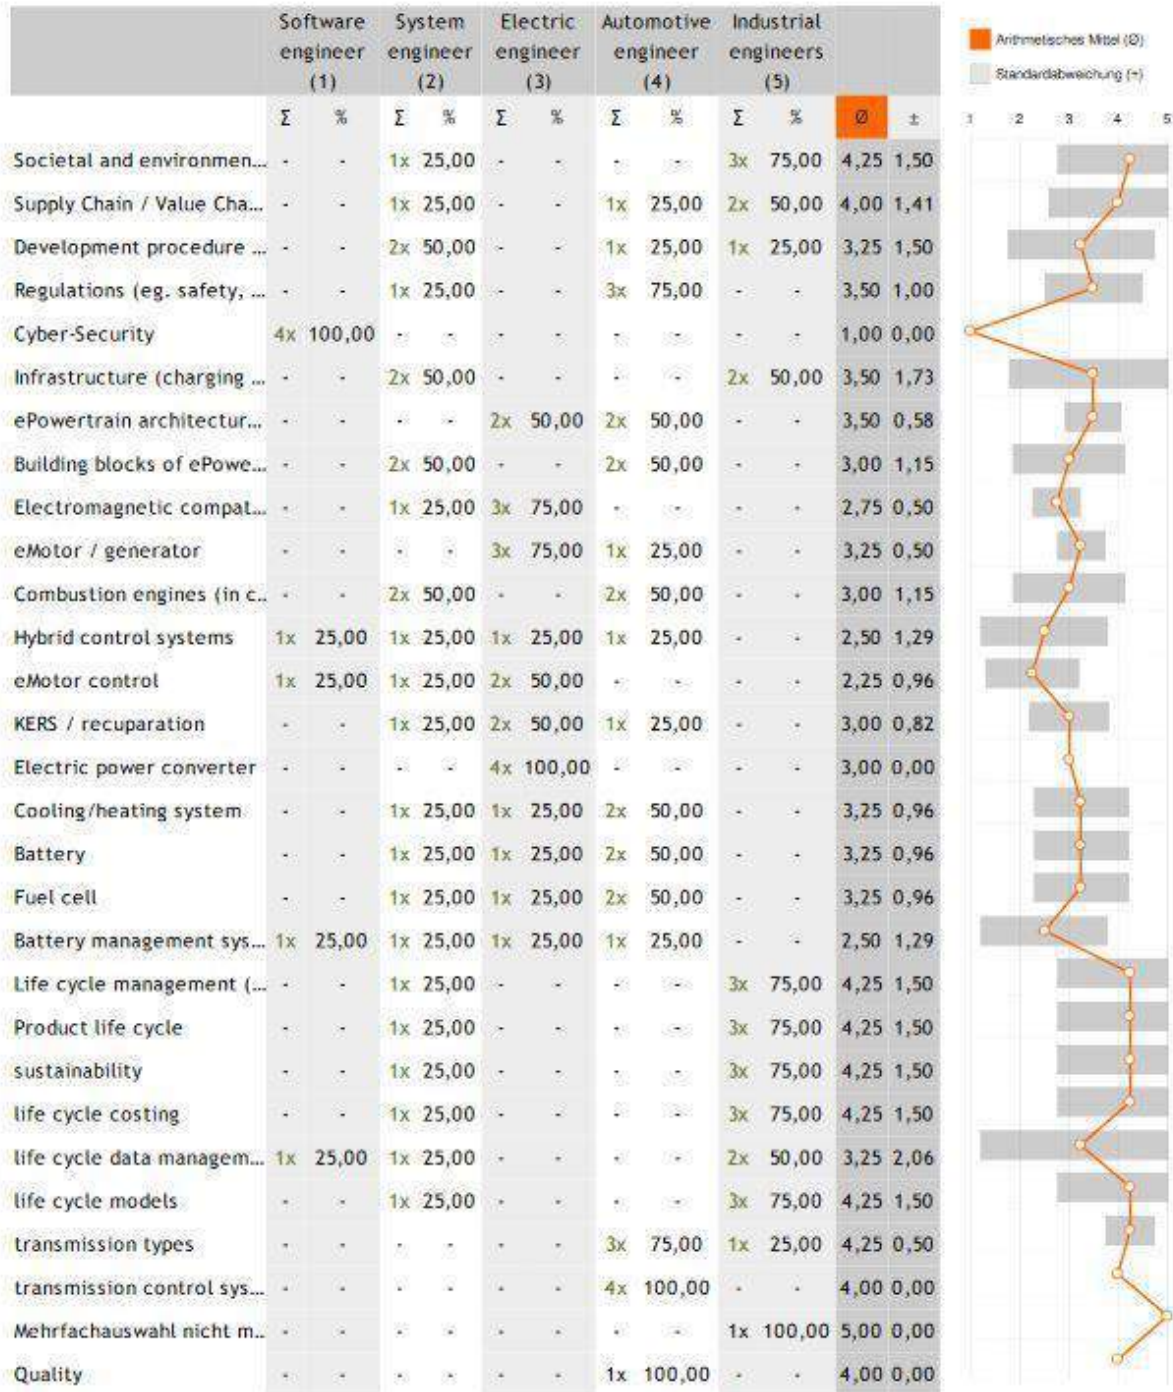 Software engineer (1) System engineer (2) Electric engineer (3) Automotive engineer (4) Industrial engineers (5)
Arithmetisches Mittel (Ø)
Standardabweichung (±)
Σ % Σ % Σ % Σ % Σ % Ø ± 1 2 3 4 5
Societal and environmen... - - 1x 25,00 - - - - 3x 75,00 4,25 1,50
Supply Chain / Value Cha... - - 1x 25,00 - - 1x 25,00 2x 50,00 4,00 1,41
Development procedure ... - - 2x 50,00 - - 1x 25,00 1x 25,00 3,25 1,50
Regulations (eg. safety, ... - - 1x 25,00 - - 3x 75,00 - - 3,50 1,00
Cyber-Security 4x 100,00 - - - - - - - - 1,00 0,00
Infrastructure (charging ... - - 2x 50,00 - - - - 2x 50,00 3,50 1,73
ePowertrain architectur... - - - - 2x 50,00 2x 50,00 - - 3,50 0,58
Building blocks of ePowe... - - 2x 50,00 - - 2x 50,00 - - 3,00 1,15
Electromagnetic compat... - - 1x 25,00 3x 75,00 - - - - 2,75 0,50
eMotor / generator - - - - 3x 75,00 1x 25,00 - - 3,25 0,50
Combustion engines (in c... - - 2x 50,00 - - 2x 50,00 - - 3,00 1,15
Hybrid control systems 1x 25,00 1x 25,00 1x 25,00 1x 25,00 - - 2,50 1,29
eMotor control 1x 25,00 1x 25,00 2x 50,00 - - - - 2,25 0,96
KERS / recuparation - - 1x 25,00 2x 50,00 1x 25,00 - - 3,00 0,82
Electric power converter - - - - 4x 100,00 - - - - 3,00 0,00
Cooling/heating system - - 1x 25,00 1x 25,00 2x 50,00 - - 3,25 0,96
Battery - - 1x 25,00 1x 25,00 2x 50,00 - - 3,25 0,96
Fuel cell - - 1x 25,00 1x 25,00 2x 50,00 - - 3,25 0,96
Battery management sys... 1x 25,00 1x 25,00 1x 25,00 1x 25,00 - - 2,50 1,29
Life cycle management (... - - 1x 25,00 - - - - 3x 75,00 4,25 1,50
Product life cycle - - 1x 25,00 - - - - 3x 75,00 4,25 1,50
sustainability - - 1x 25,00 - - - - 3x 75,00 4,25 1,50
life cycle costing - - 1x 25,00 - - - - 3x 75,00 4,25 1,50
life cycle data managem... 1x 25,00 1x 25,00 - - - - 2x 50,00 3,25 2,06
life cycle models - - 1x 25,00 - - - - 3x 75,00 4,25 1,50
transmission types - - - - - - 3x 75,00 1x 25,00 4,25 0,50
transmission control sys... - - - - - - 4x 100,00 - - 4,00 0,00
Mehrfachauswahl nicht m... - - - - - - - - 1x 100,00 5,00 0,00
Quality - - - - - - 1x 100,00 - - 4,00 0,00